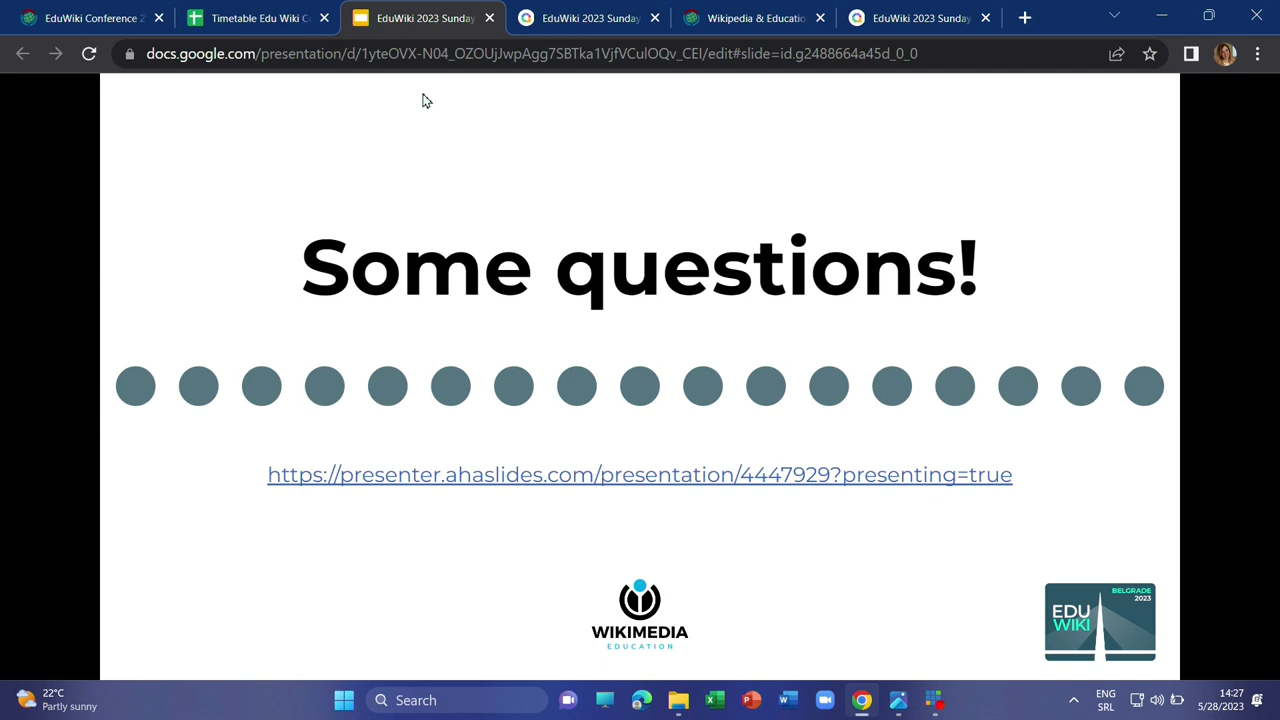 EduWiki Conference 2
Timetable Edu Wiki C
EduWiki 2023 Sunday
EduWiki 2023 Sunday
Wikipedia & Educatio
EduWiki 2023 Sunday
docs.google.com/presentation/d/1yteOVX-N04_OZOUjJwpAgg7SBTka1VjfVCulOQv_CEI/edit#slide=id.g2488664a45d_0_0
Some questions!
https://presenter.ahaslides.com/presentation/4447929?presenting=true
WIKIMEDIA
EDUCATION
BELGRADE
2023
EDU
WIKI
22°C
Partly sunny
Search
ENG
SRL
14:27
5/28/2023